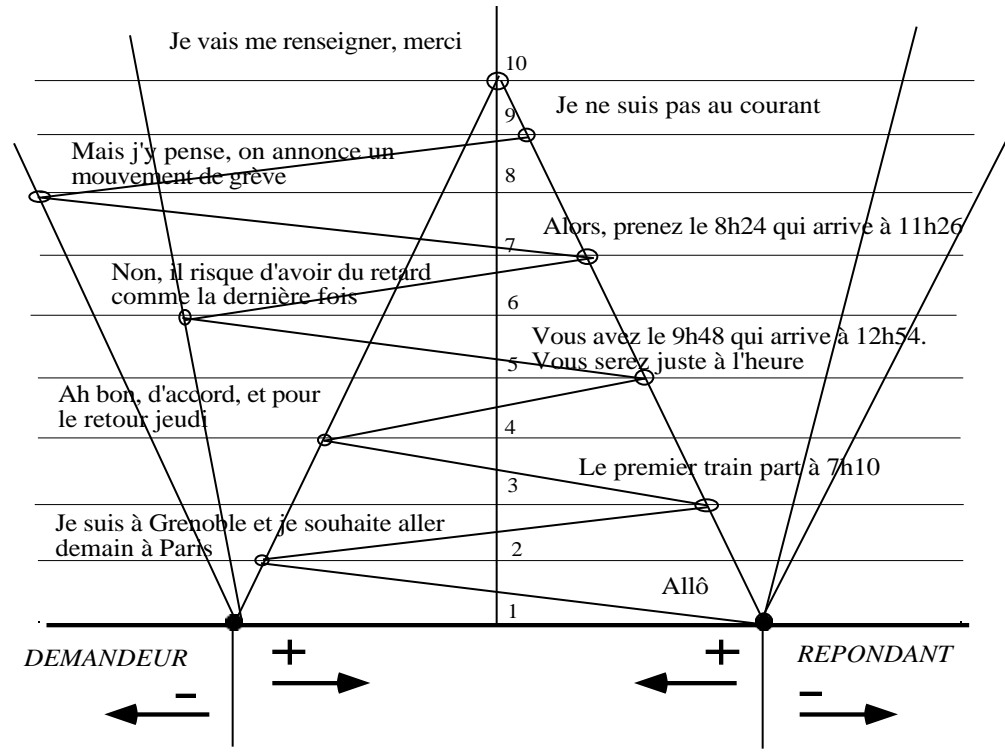 Je vais me renseigner, merci
10
Je ne suis pas au courant
9
Mais j'y pense, on annonce un
mouvement de grève
8
Alors, prenez le 8h24 qui arrive à 11h26
7
Non, il risque d'avoir du retard
comme la dernière fois
6
Vous avez le 9h48 qui arrive à 12h54.
Vous serez juste à l'heure
5
Ah bon, d'accord, et pour
le retour jeudi
4
Le premier train part à 7h10
3
Je suis à Grenoble et je souhaite aller
demain à Paris
2
Allô
1
DEMANDEUR
+
+
REPONDANT
-
-